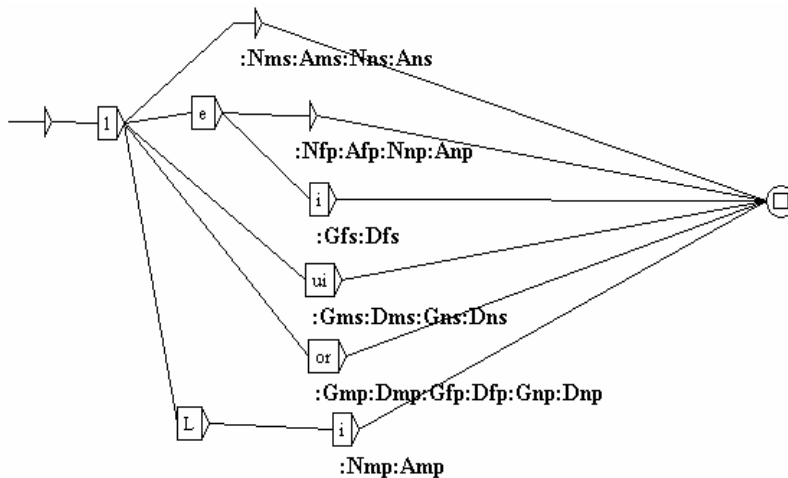 :Nms:Ams:Nns:Ans
l
e
:Nfp:Afp:Nnp:Anp
i
:Gfs:Dfs
ui
:Gms:Dms:Gns:Dns
or
:Gmp:Dmp:Gfp:Dfp:Gnp:Dnp
L
i
:Nmp:Amp